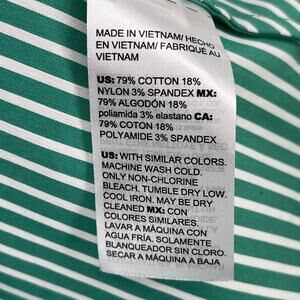 MADE IN VIETNAM/ HECHO
EN VIETNAM/ FABRIQUÉ AU
VIETNAM
US: 79% COTTON 18%
NYLON 3% SPANDEX MX:
79% ALGODÓN 18%
poliamida 3% elastano CA:
79% COTON 18%
POLYAMIDE 3% SPANDEX
US: WITH SIMILAR COLORS.
MACHINE WASH COLD.
ONLY NON-CHLORINE
BLEACH. TUMBLE DRY LOW.
COOL IRON. MAY BE DRY
CLEANED MX: CON
COLORES SIMILARES.
LAVAR A MÁQUINA CON
AGUA FRÍA. SOLAMENTE
BLANQUEADOR SIN CLORO.
SECAR A MÁQUINA A BAJA